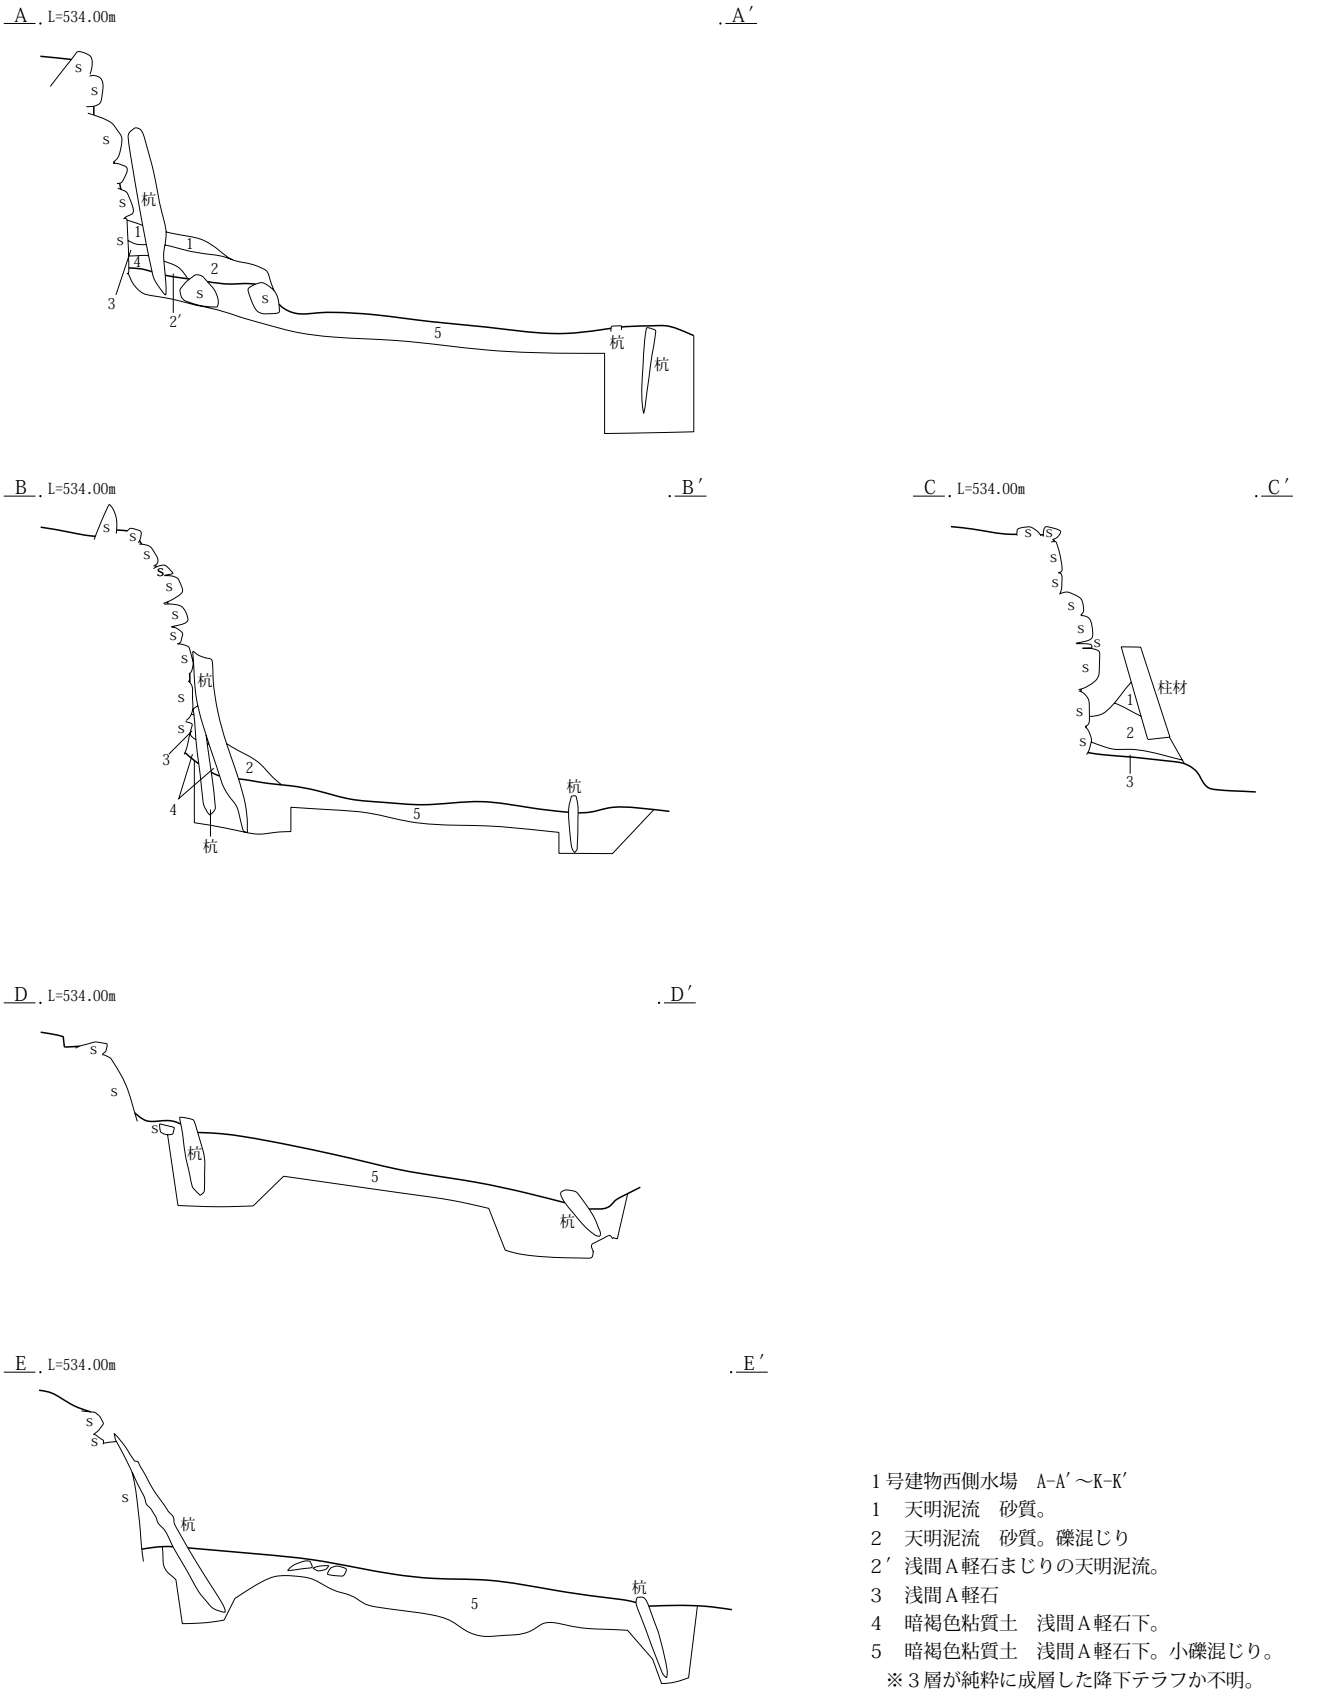 A . L=534.00m . A′
S
S
S
杭
S
1
S
1
4
2
3
2′
S
S
5
杭
杭
B . L=534.00m . B′
S
S
S
S
S
S
S
S
杭
S
S
3
2
4
杭
5
杭
C . L=534.00m . C′
S S
S
S
S
S
S
S
柱材
1
S
2
S
3
D . L=534.00m . D′
S
S
S
杭
5
杭
E . L=534.00m . E′
S
S
S
杭
5
杭
1号建物西側水場　A-A′～K-K′
1　天明泥流　砂質。
2　天明泥流　砂質。礫混じり
2′ 浅間A軽石まじりの天明泥流。
3　浅間A軽石
4　暗褐色粘質土　浅間A軽石下。
5　暗褐色粘質土　浅間A軽石下。小礫混じり。
※3層が純粋に成層した降下テラフか不明。